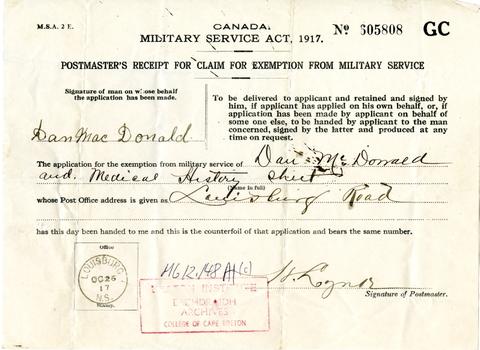 M.S.A. 2 E.
CANADA.
MILITARY SERVICE ACT, 1917.
No 605808 GC
POSTMASTER'S RECEIPT FOR CLAIM FOR EXEMPTION FROM MILITARY SERVICE
Signature of man on whose behalf
the application has been made.
Dan Mac Donald
To be delivered to applicant and retained and signed by
him, if applicant has applied on his own behalf, or, if
application has been made by applicant on behalf of
some one else, to be handed by applicant to the man
concerned, signed by the latter and produced at any
time on request.
The application for the exemption from military service of Dan McDonald
and. Medical History Sheet
(Name in full)
whose Post Office address is given as Louisburg Road
has this day been handed to me and this is the counterfoil of that application and bears the same number.
Office
LOUISBURG
OC 26
17
N.S.
MG 12, 148 A (c)
BEATON INSTITUTE
ARCHIVES
COLLEGE OF CAPE BRETON
Signature of Postmaster.